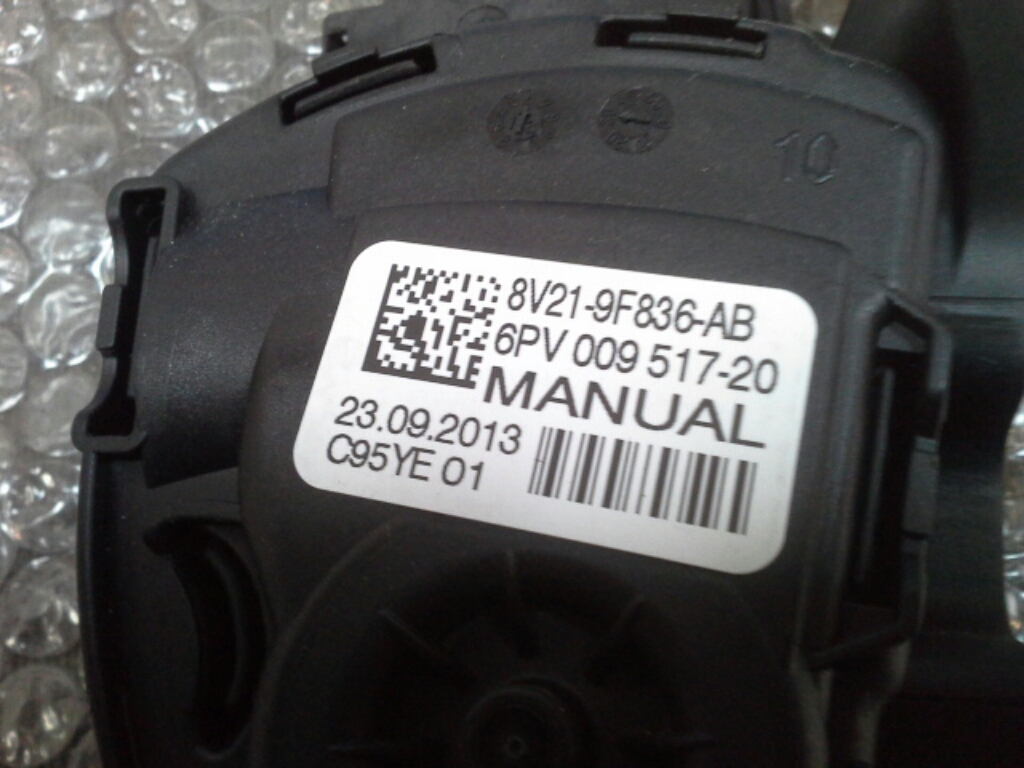 10
8V21-9F836-AB
6PV 009 517-20
MANUAL
23.09.2013
C95YE 01